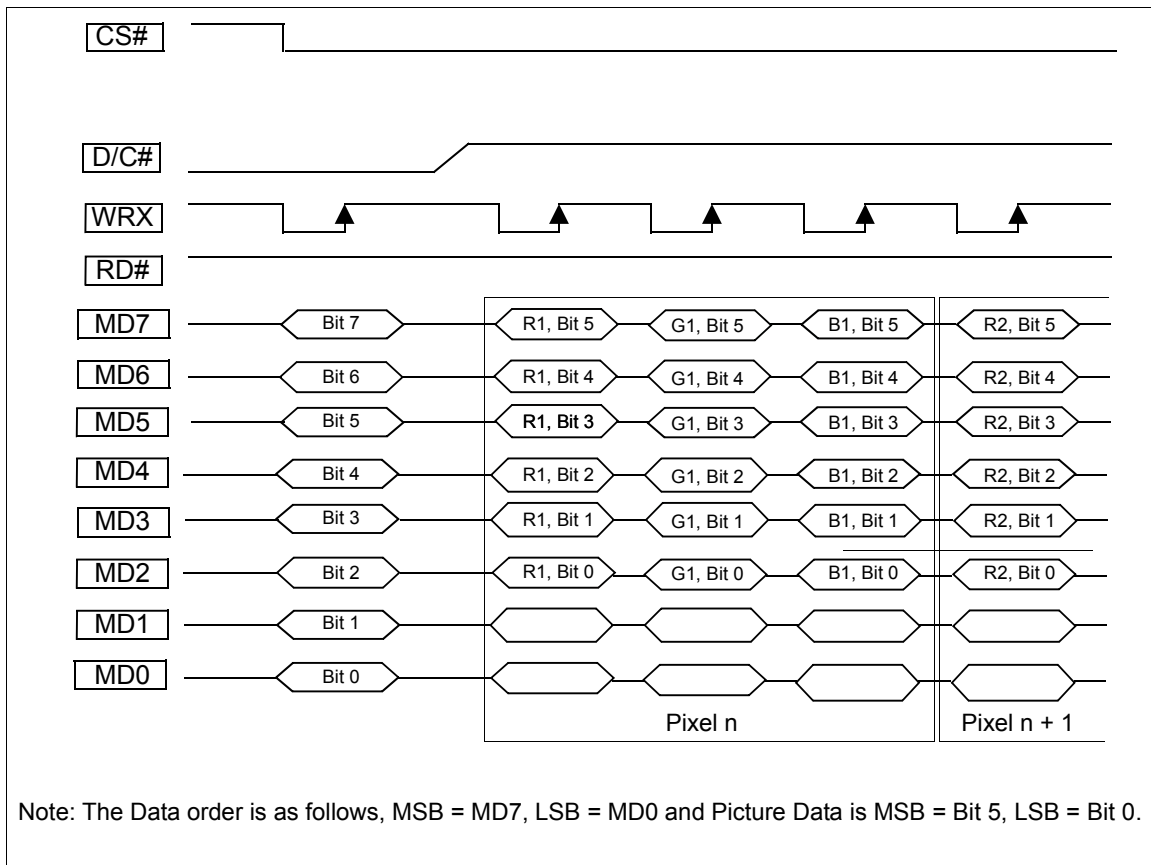 CS#
D/C#
WRX
RD#
MD7 Bit 7 R1, Bit 5 G1, Bit 5 B1, Bit 5 R2, Bit 5
MD6 Bit 6 R1, Bit 4 G1, Bit 4 B1, Bit 4 R2, Bit 4
MD5 Bit 5 R1, Bit 3 G1, Bit 3 B1, Bit 3 R2, Bit 3
MD4 Bit 4 R1, Bit 2 G1, Bit 2 B1, Bit 2 R2, Bit 2
MD3 Bit 3 R1, Bit 1 G1, Bit 1 B1, Bit 1 R2, Bit 1
MD2 Bit 2 R1, Bit 0 G1, Bit 0 B1, Bit 0 R2, Bit 0
MD1 Bit 1
MD0 Bit 0
Pixel n Pixel n + 1
Note: The Data order is as follows, MSB = MD7, LSB = MD0 and Picture Data is MSB = Bit 5, LSB = Bit 0.